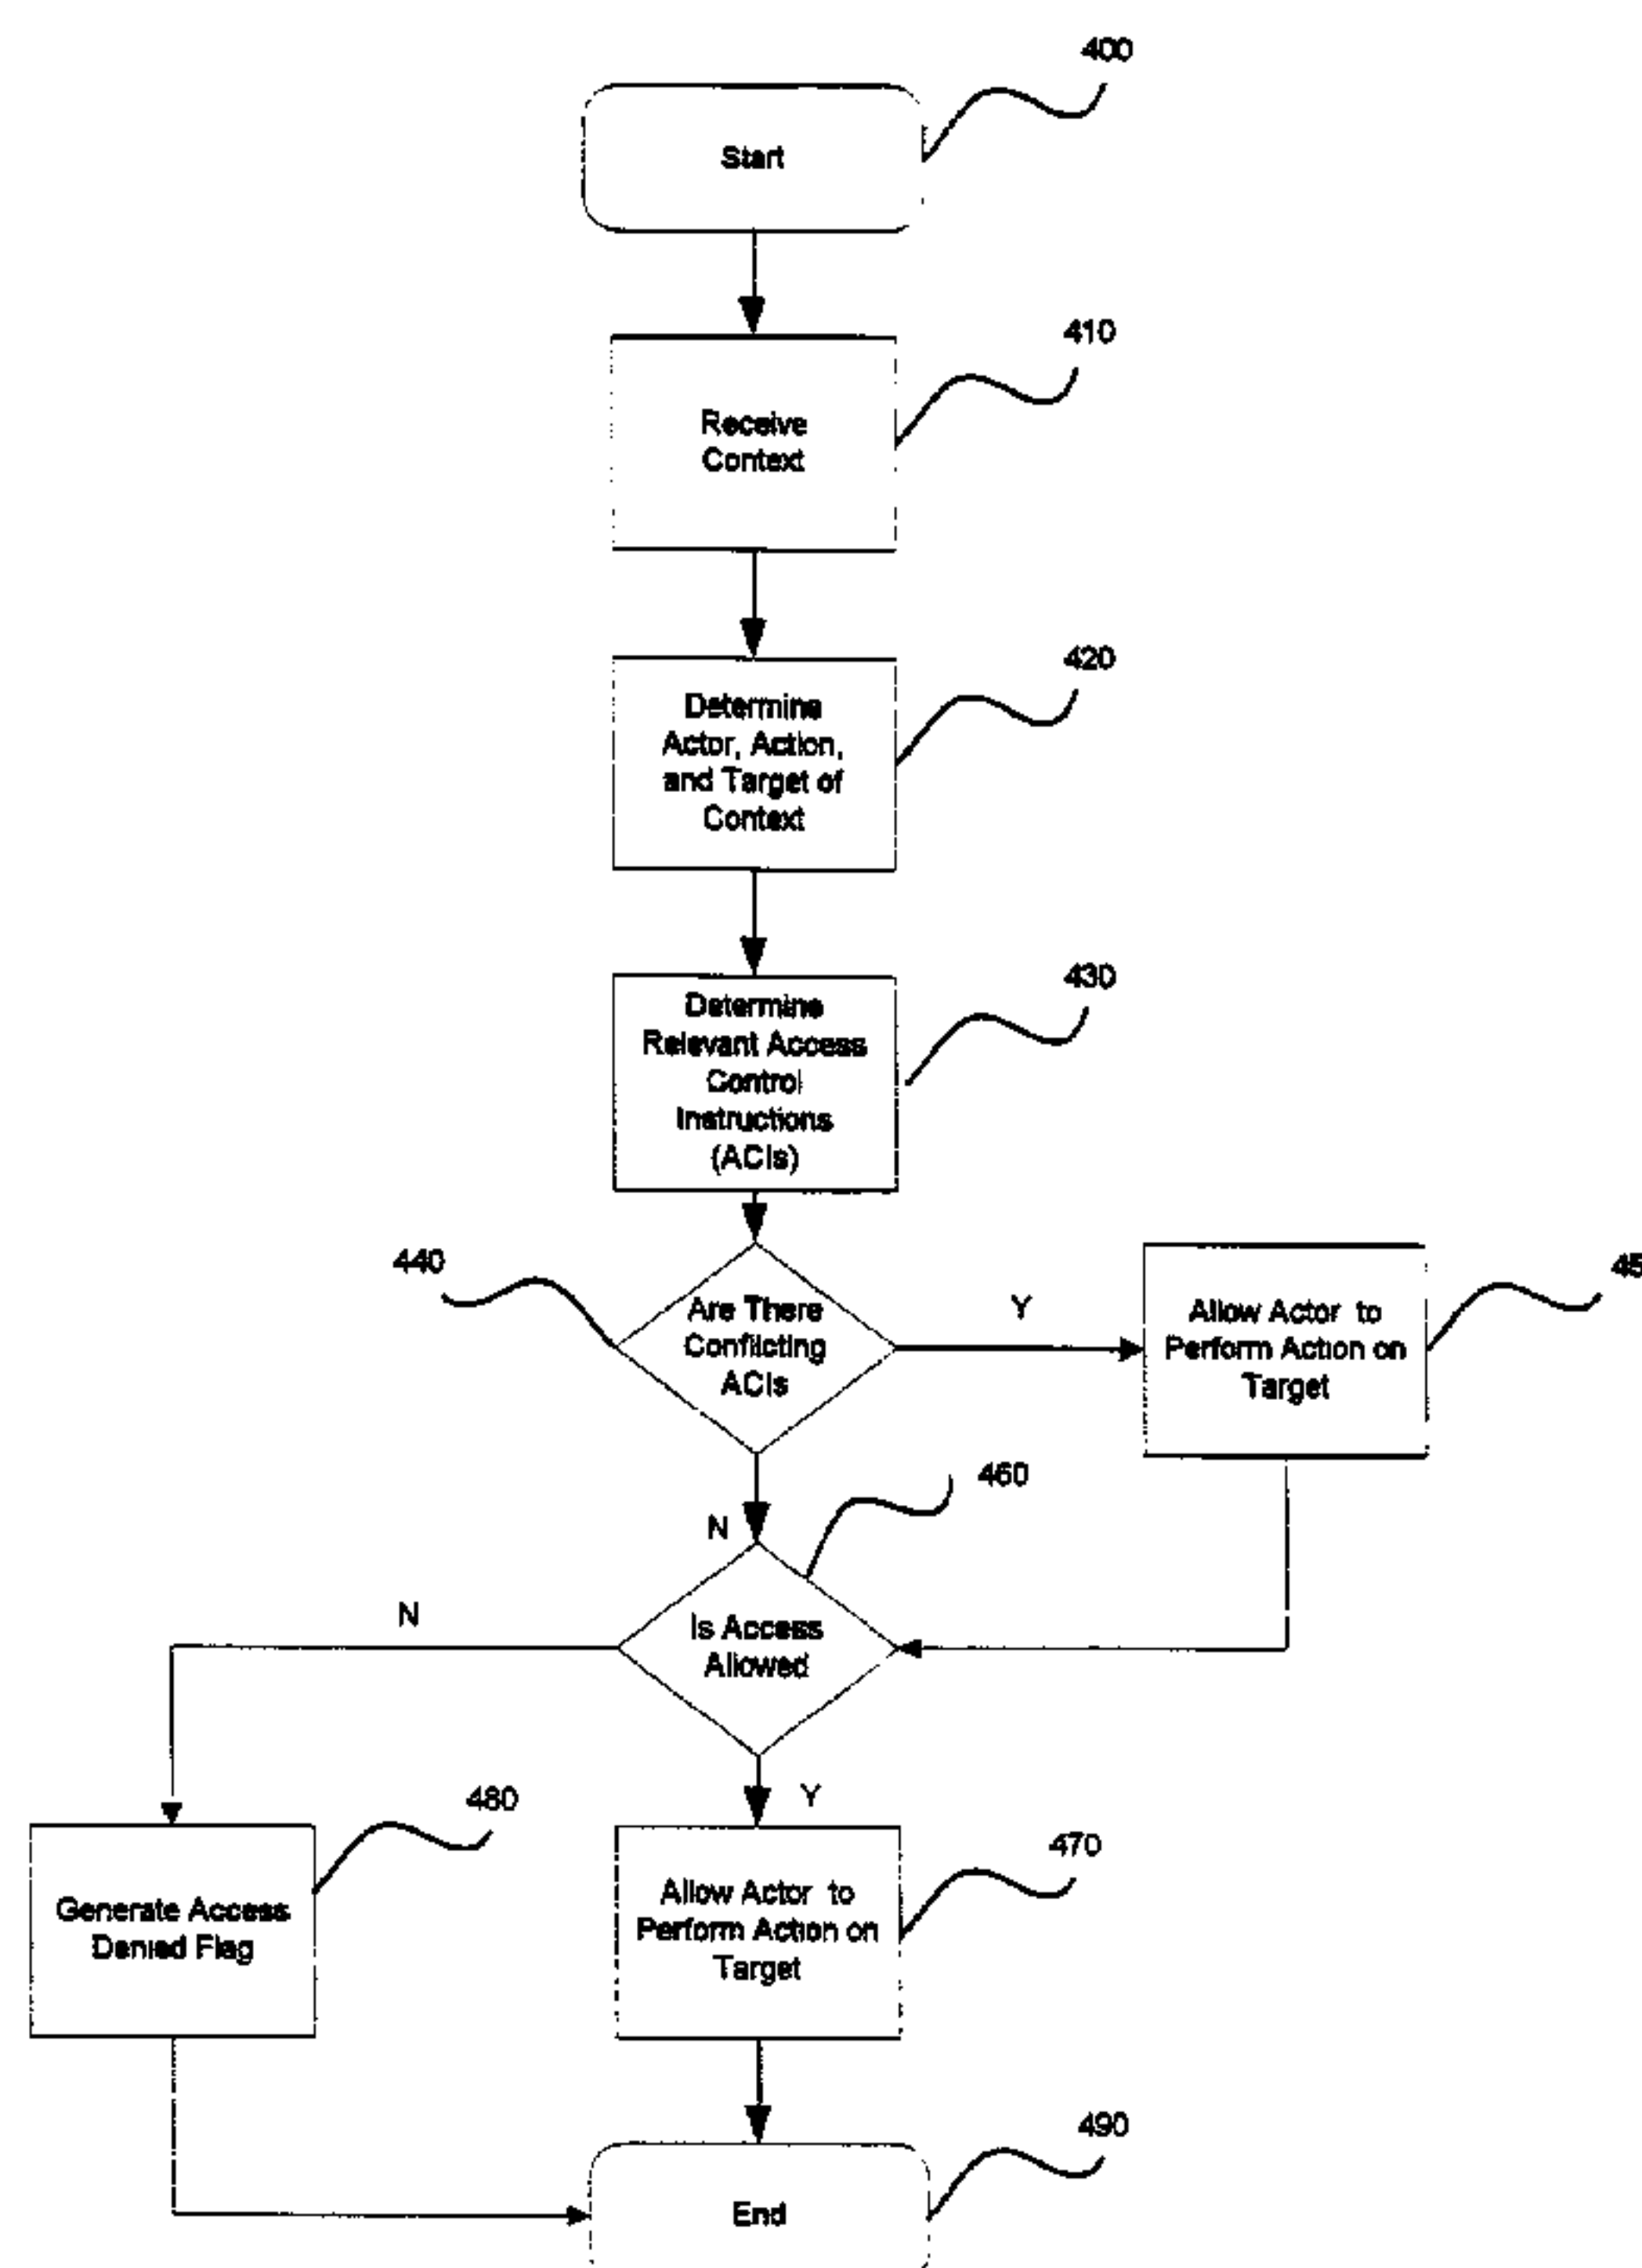 400
Start
410
Receive
Context
420
Determine
Actor, Action,
and Target of
Context
430
Determine
Relevant Access
Control
Instructions
(ACIs)
440
Are There
Conflicting
ACIs
Y
45
Allow Actor to
Perform Action on
Target
N
460
Is Access
Allowed
N
Y
480
Generate Access
Denied Flag
470
Allow Actor to
Perform Action on
Target
490
End